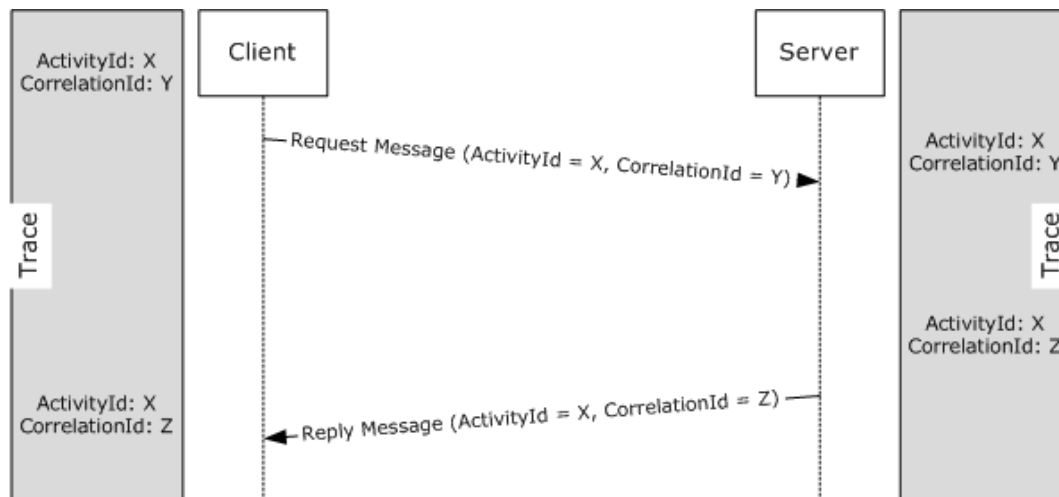 ActivityId: X
CorrelationId: Y
Client
Server
Request Message (ActivityId = X, CorrelationId = Y)
ActivityId: X
CorrelationId: Y
Trace
Trace
ActivityId: X
CorrelationId: Z
ActivityId: X
CorrelationId: Z
Reply Message (ActivityId = X, CorrelationId = Z)